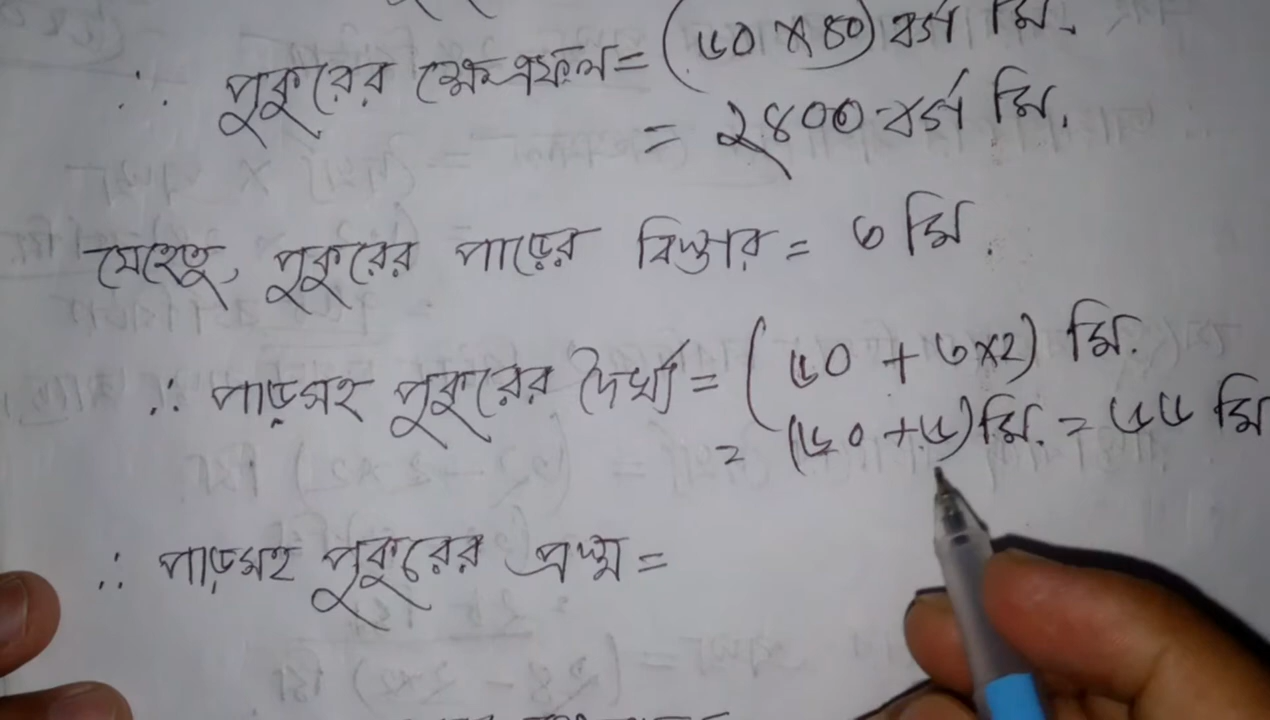 ∴ পুকুরের ক্ষেত্রফল = (৬০ × ৪০) বর্গ মি.
= ২৪০০ বর্গ মি.
যেহেতু, পুকুরের পাড়ের বিস্তার = ৩ মি.
∴ পাড়সহ পুকুরের দৈর্ঘ্য = (৬০ + ৩×২) মি.
= (৬০ + ৬) মি. = ৬৬ মি
∴ পাড়সহ পুকুরের প্রস্থ =